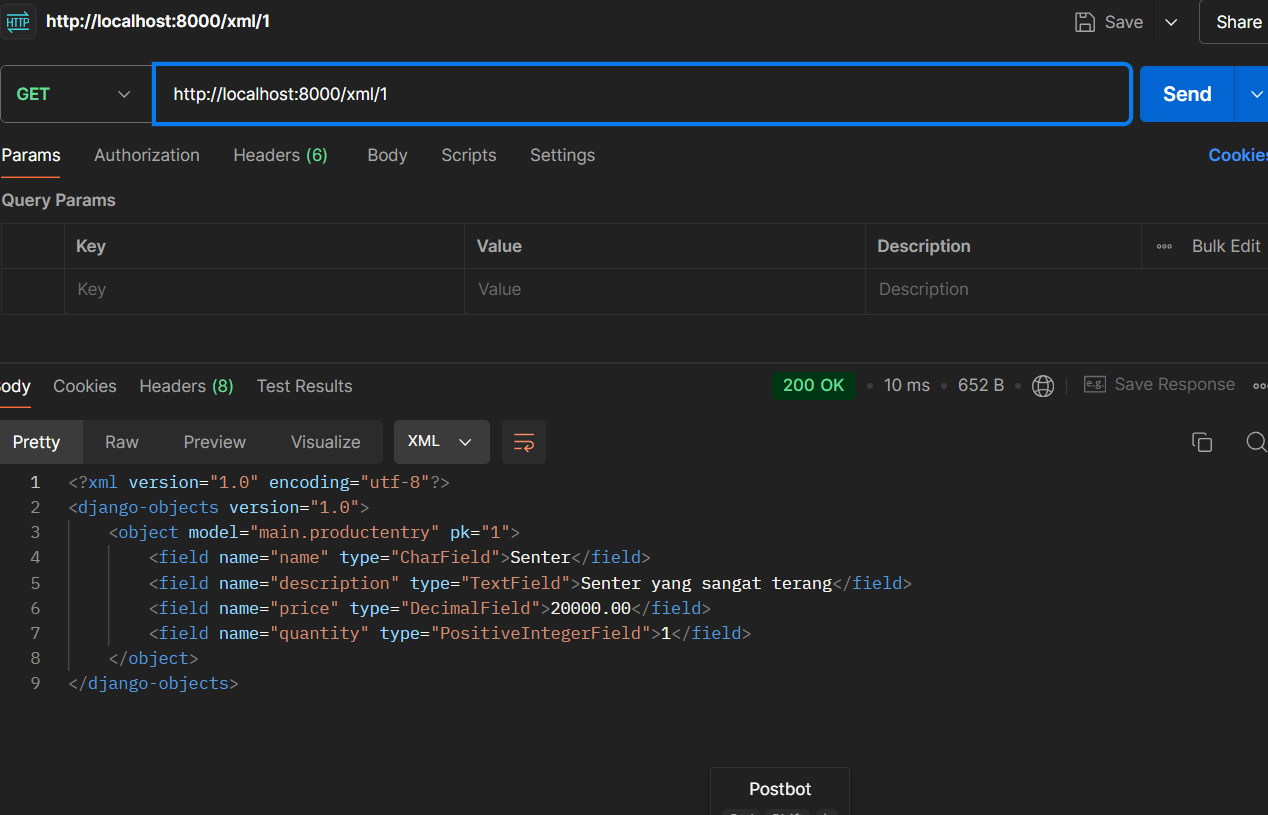 HTTP http://localhost:8000/xml/1 Save Share
GET http://localhost:8000/xml/1 Send
Params Authorization Headers (6) Body Scripts Settings Cookies
Query Params
Key Value Description Bulk Edit
Key Value Description
Body Cookies Headers (8) Test Results 200 OK 10 ms 652 B e.g. Save Response
Pretty Raw Preview Visualize XML
1 <?xml version="1.0" encoding="utf-8"?>
2 <django-objects version="1.0">
3 <object model="main.productentry" pk="1">
4 <field name="name" type="CharField">Senter</field>
5 <field name="description" type="TextField">Senter yang sangat terang</field>
6 <field name="price" type="DecimalField">20000.00</field>
7 <field name="quantity" type="PositiveIntegerField">1</field>
8 </object>
9 </django-objects>
Postbot